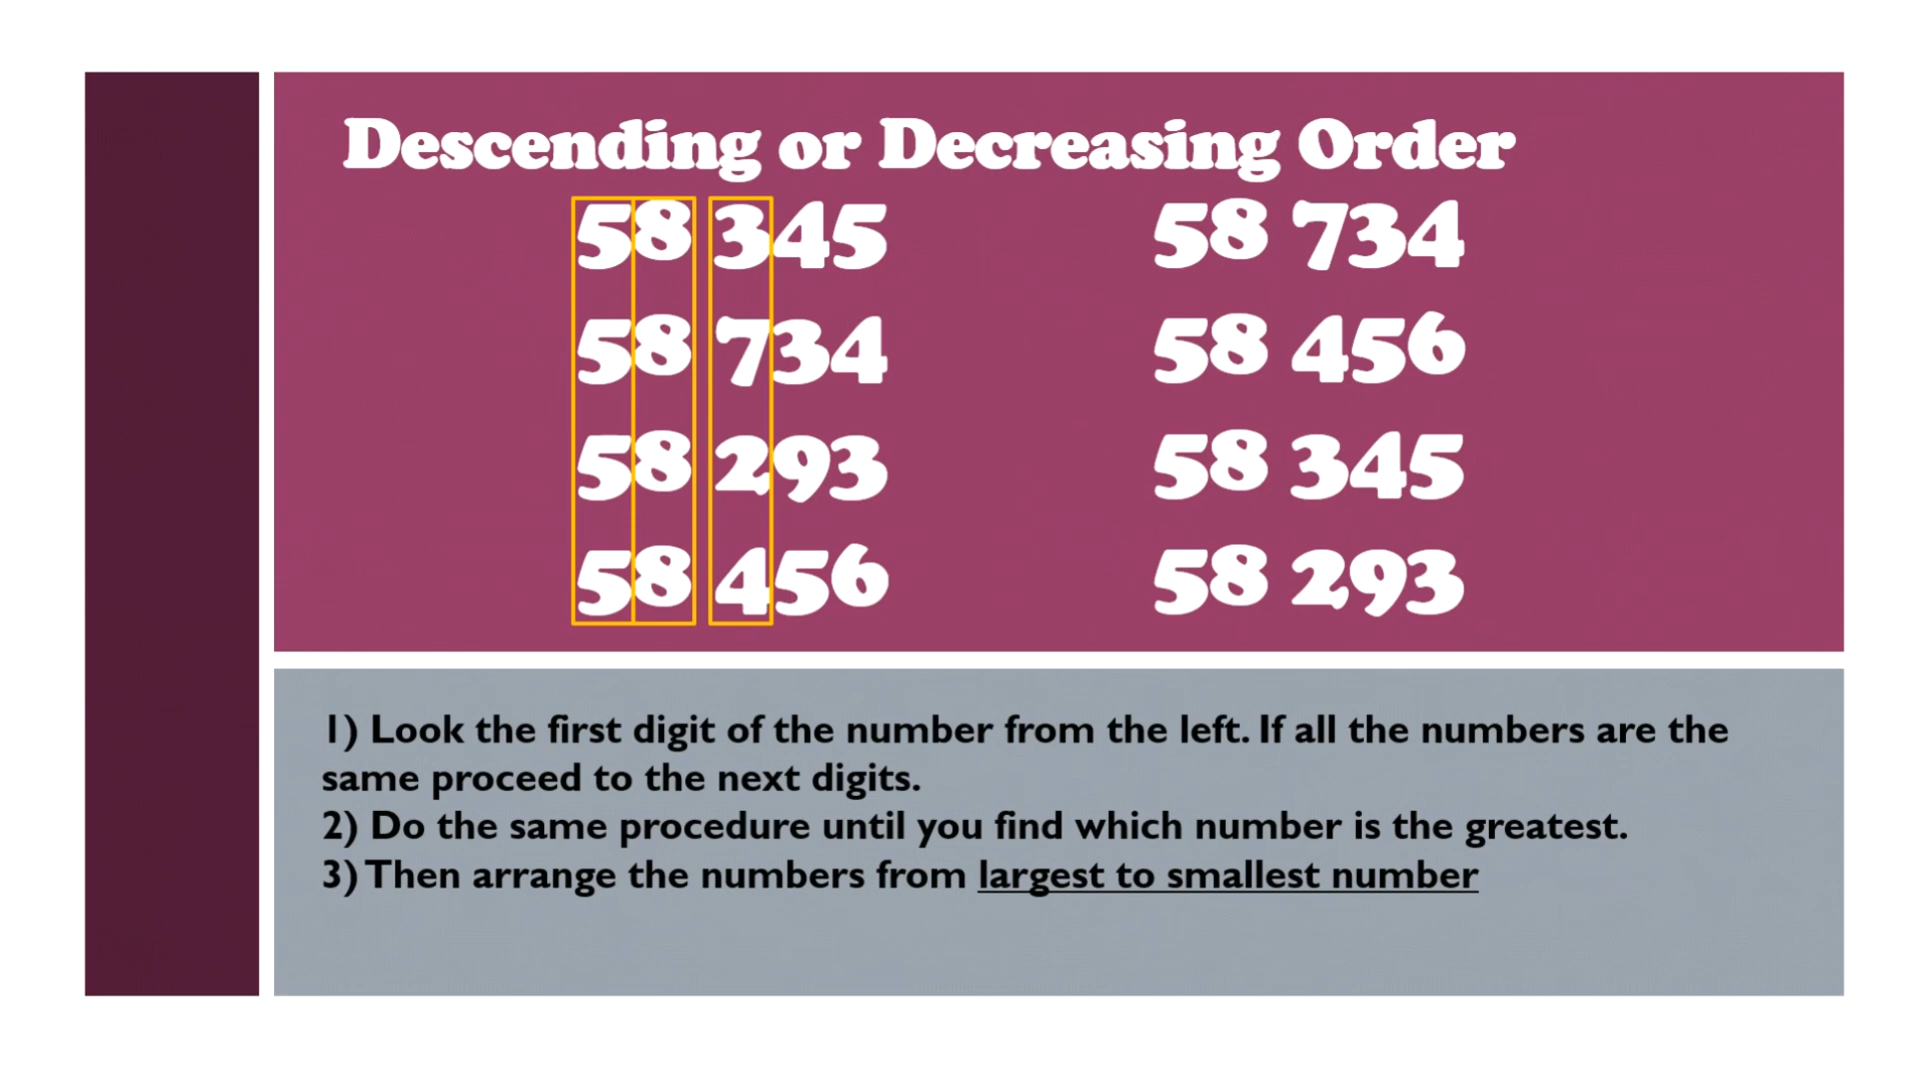 Descending or Decreasing Order
58 345 58 734
58 734 58 456
58 293 58 345
58 456 58 293
1) Look the first digit of the number from the left. If all the numbers are the
same proceed to the next digits.
2) Do the same procedure until you find which number is the greatest.
3) Then arrange the numbers from largest to smallest number